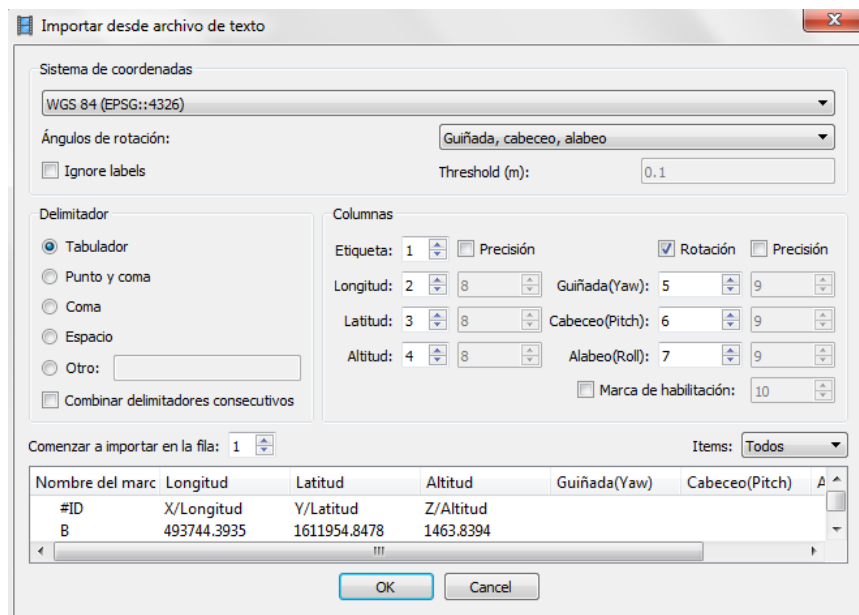 Importar desde archivo de texto
Sistema de coordenadas
WGS 84 (EPSG::4326)
Ángulos de rotación: Guiñada, cabeceo, alabeo
Ignore labels Threshold (m): 0.1
Delimitador
Tabulador
Punto y coma
Coma
Espacio
Otro:
Combinar delimitadores consecutivos
Columnas
Etiqueta: 1 Precisión Rotación Precisión
Longitud: 2 8 Guiñada(Yaw): 5 9
Latitud: 3 8 Cabeceo(Pitch): 6 9
Altitud: 4 8 Alabeo(Roll): 7 9
Marca de habilitación: 10
Comenzar a importar en la fila: 1 Items: Todos
Nombre del marc Longitud Latitud Altitud Guiñada(Yaw) Cabeceo(Pitch) A
#ID X/Longitud Y/Latitud Z/Altitud
B 493744.3935 1611954.8478 1463.8394
OK Cancel